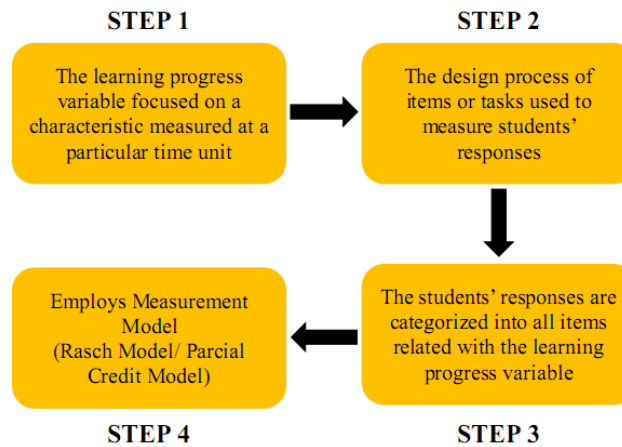 STEP 1
The learning progress
variable focused on a
characteristic measured at a
particular time unit
STEP 2
The design process of
items or tasks used to
measure students'
responses
The students' responses are
categorized into all items
related with the learning
progress variable
STEP 3
Employs Measurement
Model
(Rasch Model/ Parcial
Credit Model)
STEP 4